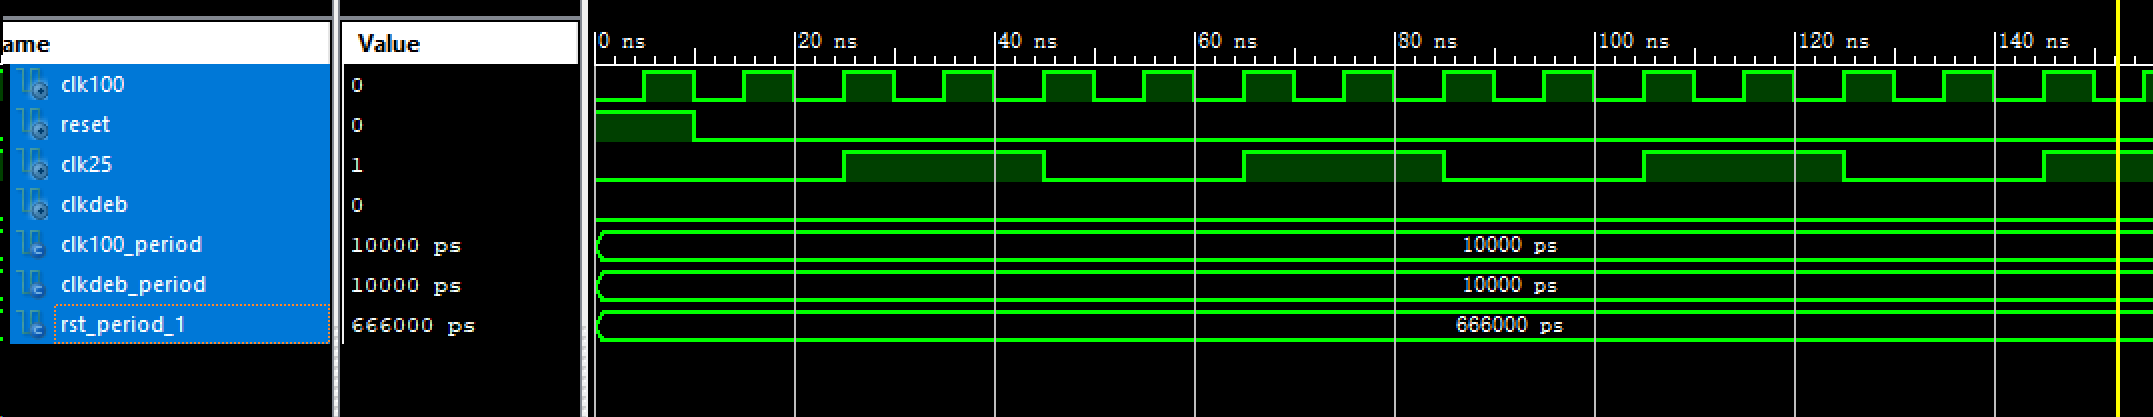 ame Value 0 ns 20 ns 40 ns 60 ns 80 ns 100 ns 120 ns 140 ns
clk100 0
reset 0
clk25 1
clkdeb 0
clk100_period 10000 ps 10000 ps
clkdeb_period 10000 ps 10000 ps
rst_period_1 666000 ps 666000 ps